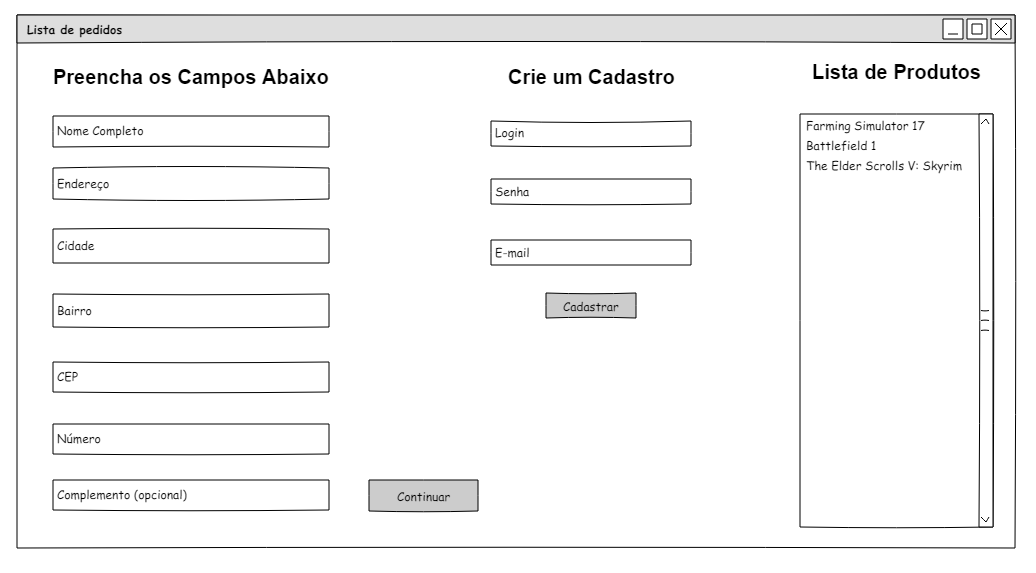 Lista de pedidos
Preencha os Campos Abaixo
Nome Completo
Endereço
Cidade
Bairro
CEP
Número
Complemento (opcional)
Continuar
Crie um Cadastro
Login
Senha
E-mail
Cadastrar
Lista de Produtos
Farming Simulator 17
Battlefield 1
The Elder Scrolls V: Skyrim